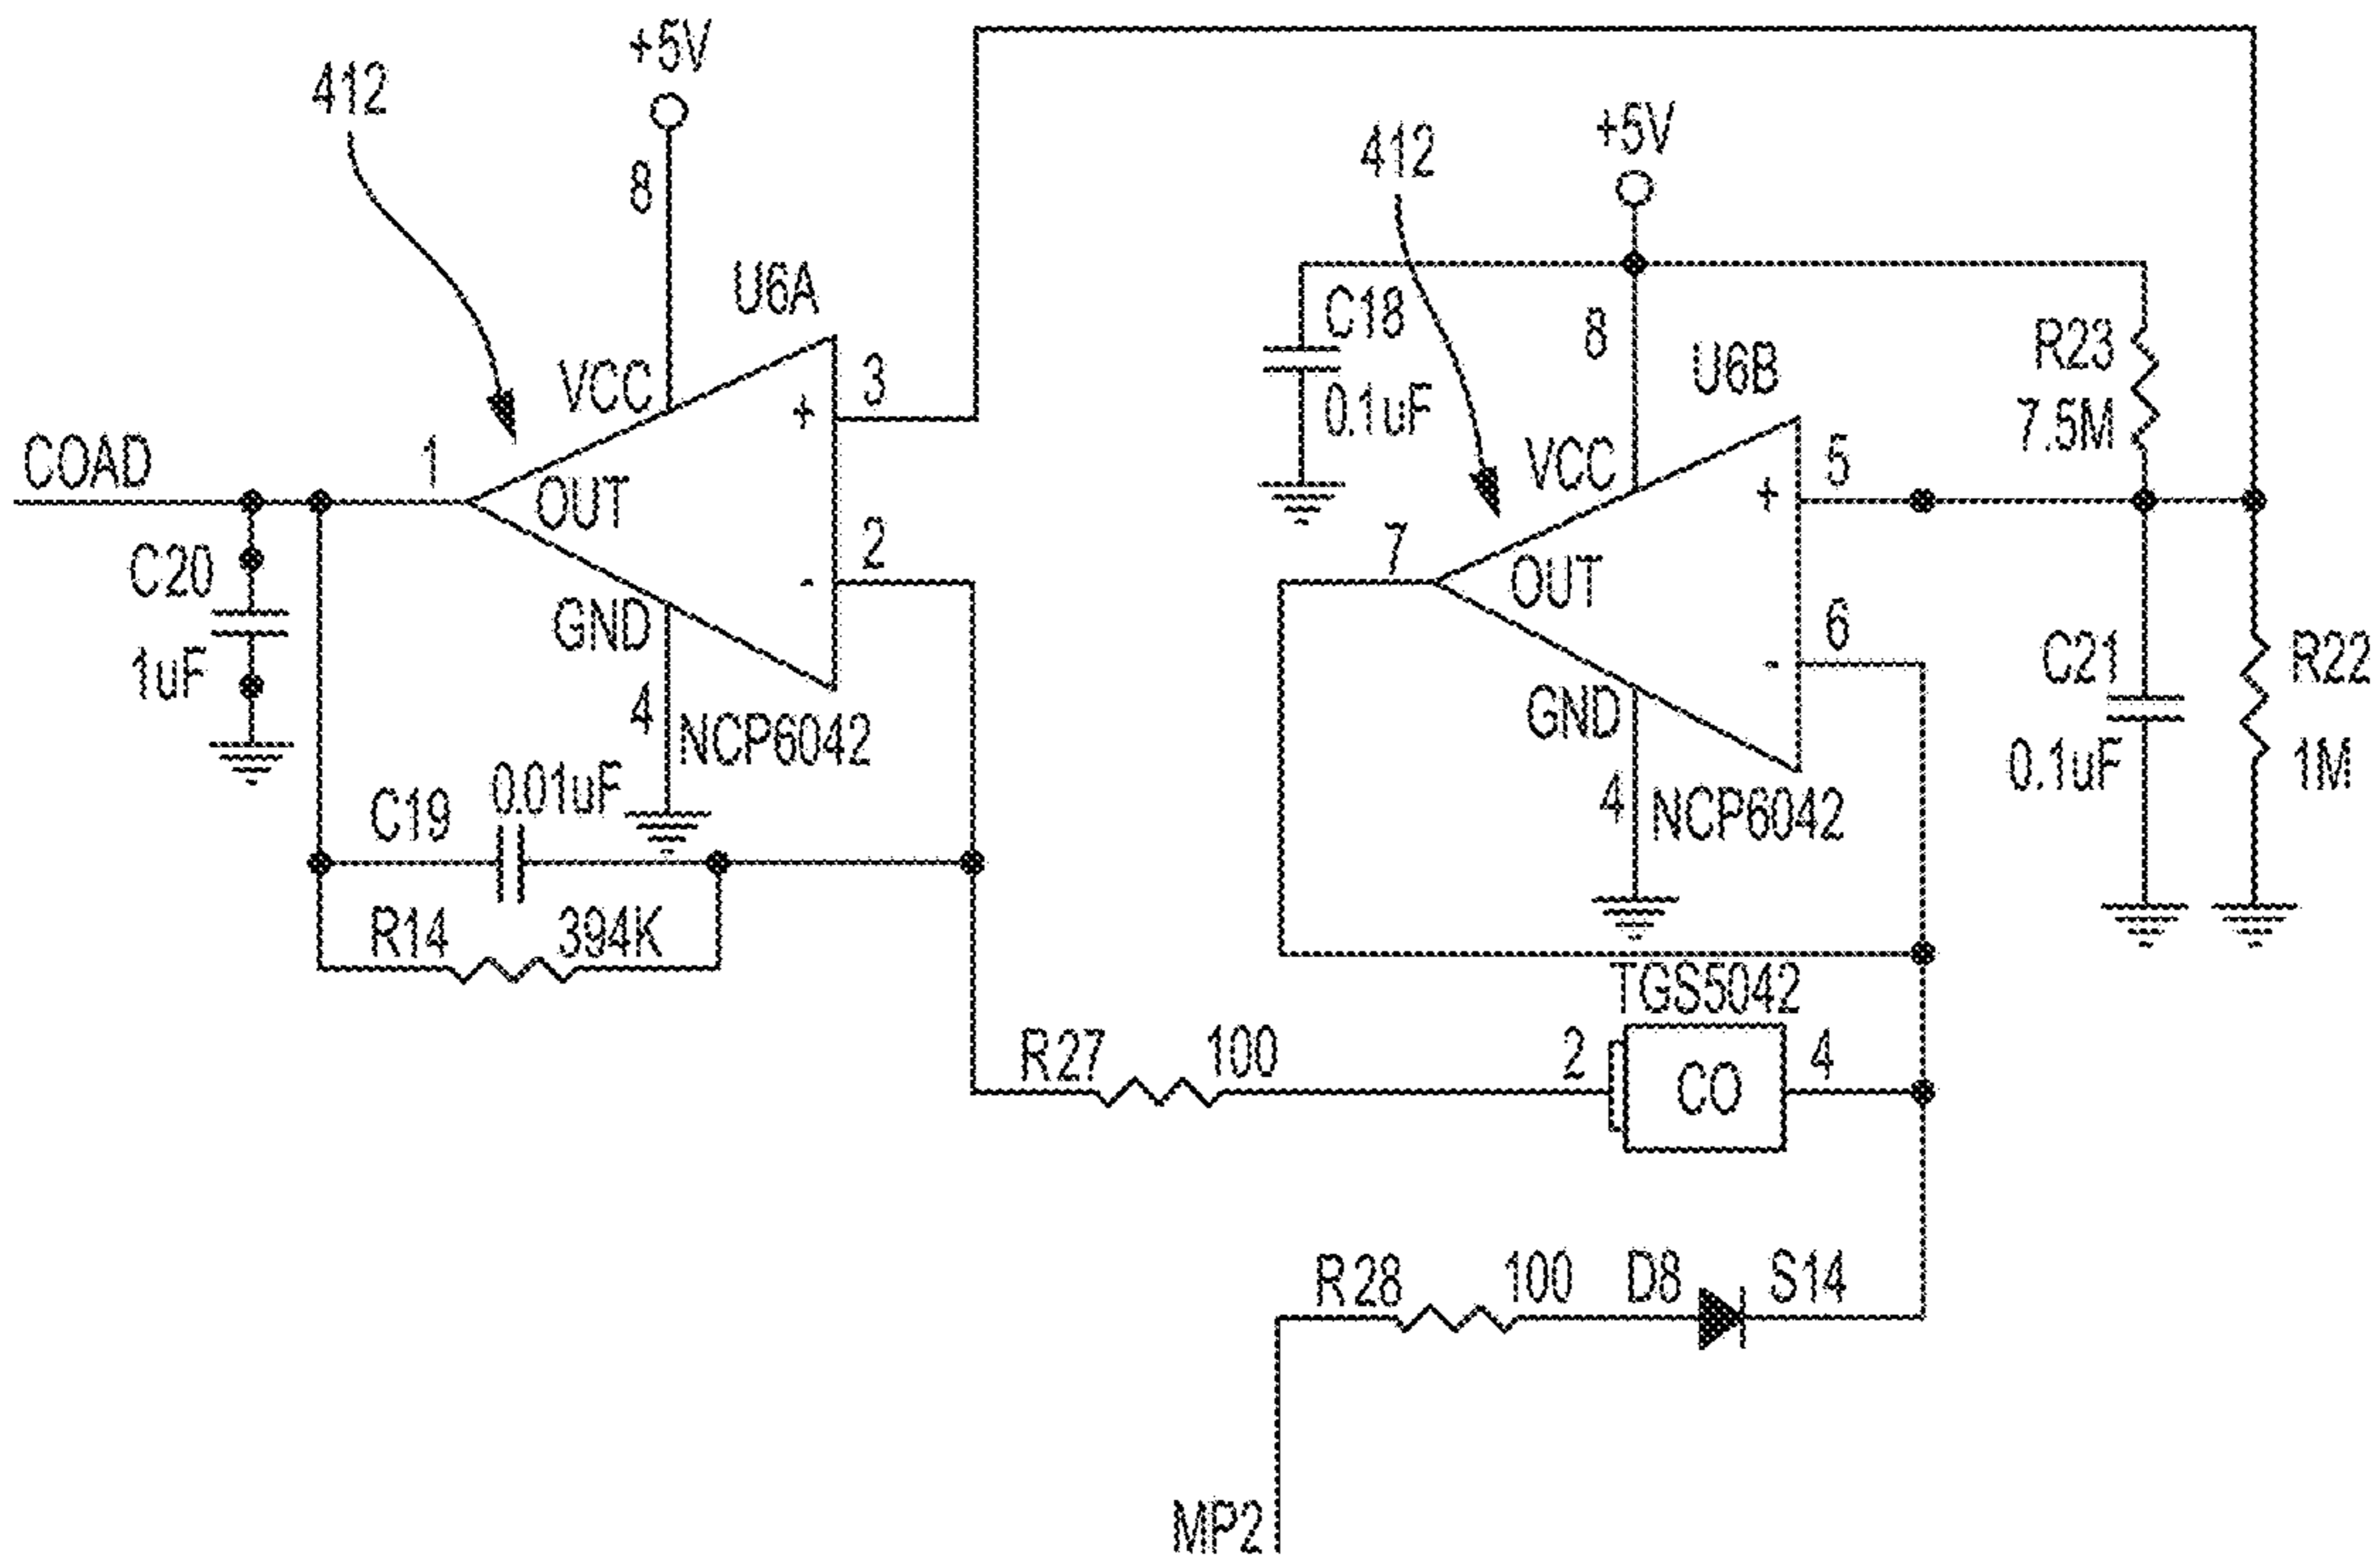 +5V
412
8
U6A
VCC
3
+
COAD
1
OUT
2
-
C20
1uF
GND
4
NCP6042
C19
0.01uF
R14
394K
412
+5V
C18
0.1uF
8
U6B
R23
7.5M
VCC
5
+
7
OUT
6
-
GND
4
NCP6042
C21
0.1uF
R22
1M
TGS5042
R27
100
2
CO
4
R28
100
D8
S14
MP2